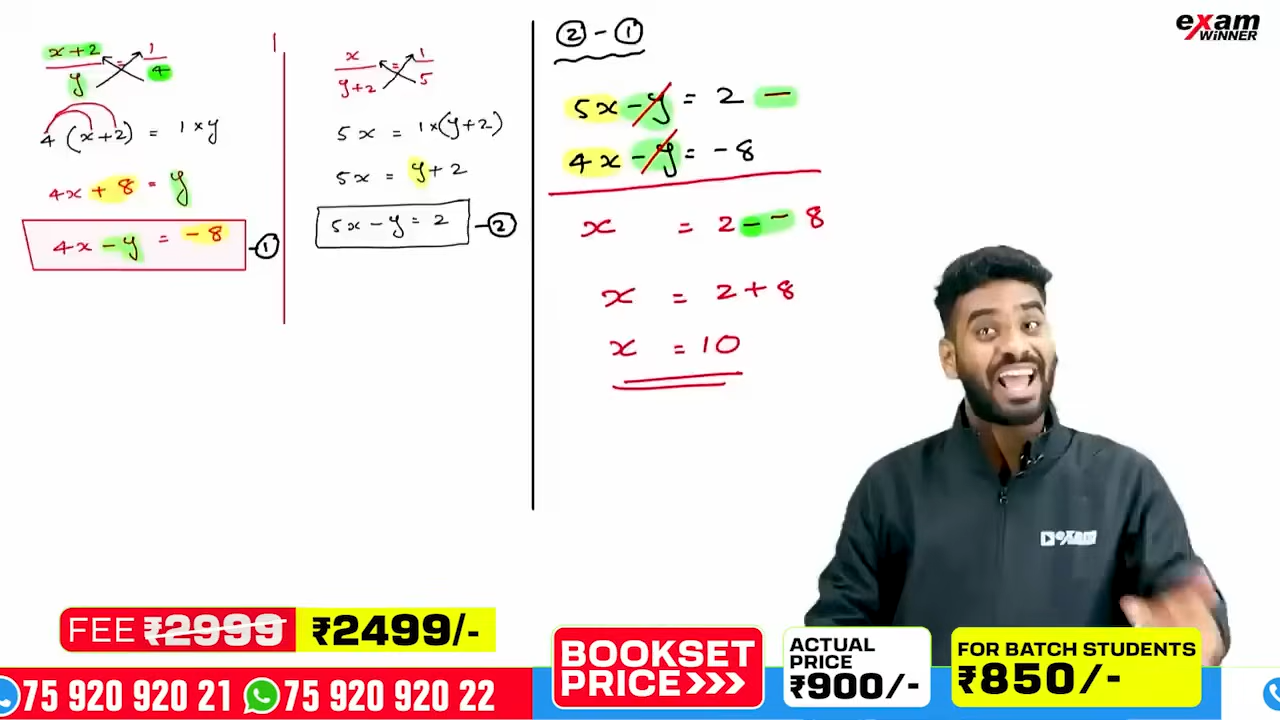 x+2 / y = 1 / 4
4 (x+2) = 1×y
4x + 8 = y
4x - y = -8 - ①
x / y+2 = 1 / 5
5x = 1×(y+2)
5x = y+2
5x - y = 2 - ②
② - ①
5x - y = 2 -
4x - y = -8
x = 2 - - 8
x = 2 + 8
x = 10
exam
WiNNER
exam
FEE ₹2999 ₹2499/-
75 920 920 21 75 920 920 22
BOOKSET
PRICE >>>
ACTUAL
PRICE
₹900/-
FOR BATCH STUDENTS
₹850/-